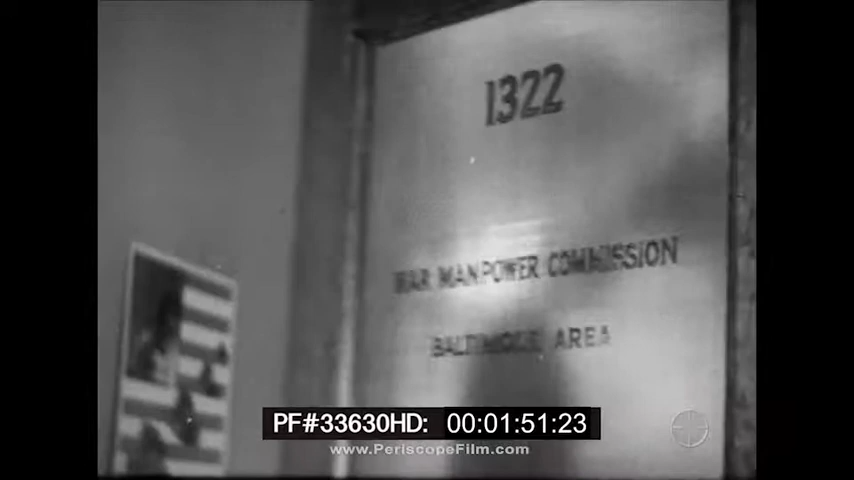 1322
WAR MANPOWER COMMISSION
BALTIMORE AREA
PF#33630HD: 00:01:51:23
www.PeriscopeFilm.com